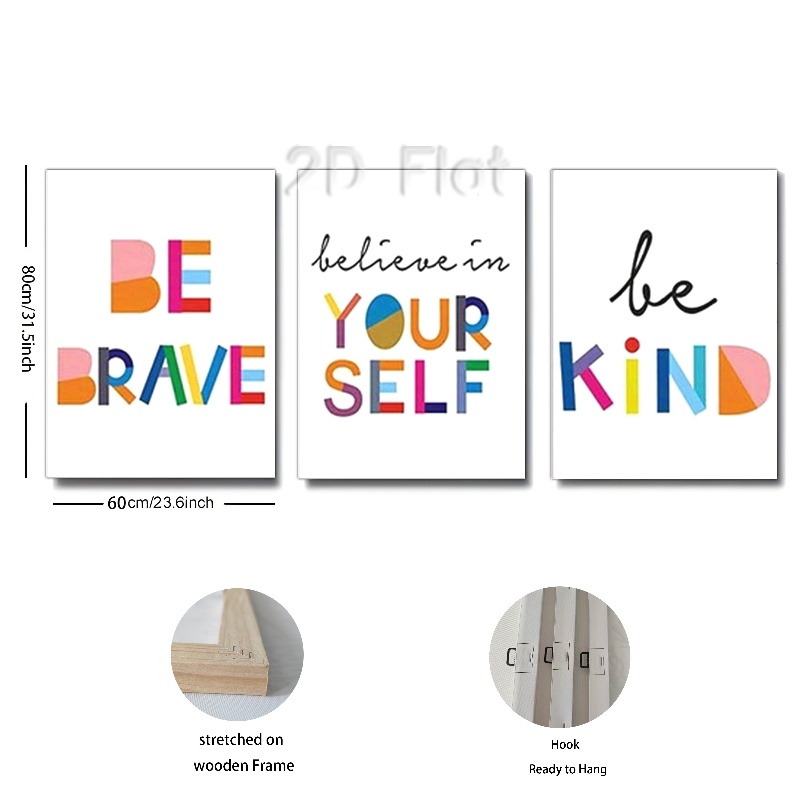 2D Flat
BE
BRAVE
believe in
YOUR
SELF
be
KiND
80cm/31.5inch
60cm/23.6inch
stretched on
wooden Frame
Hook
Ready to Hang